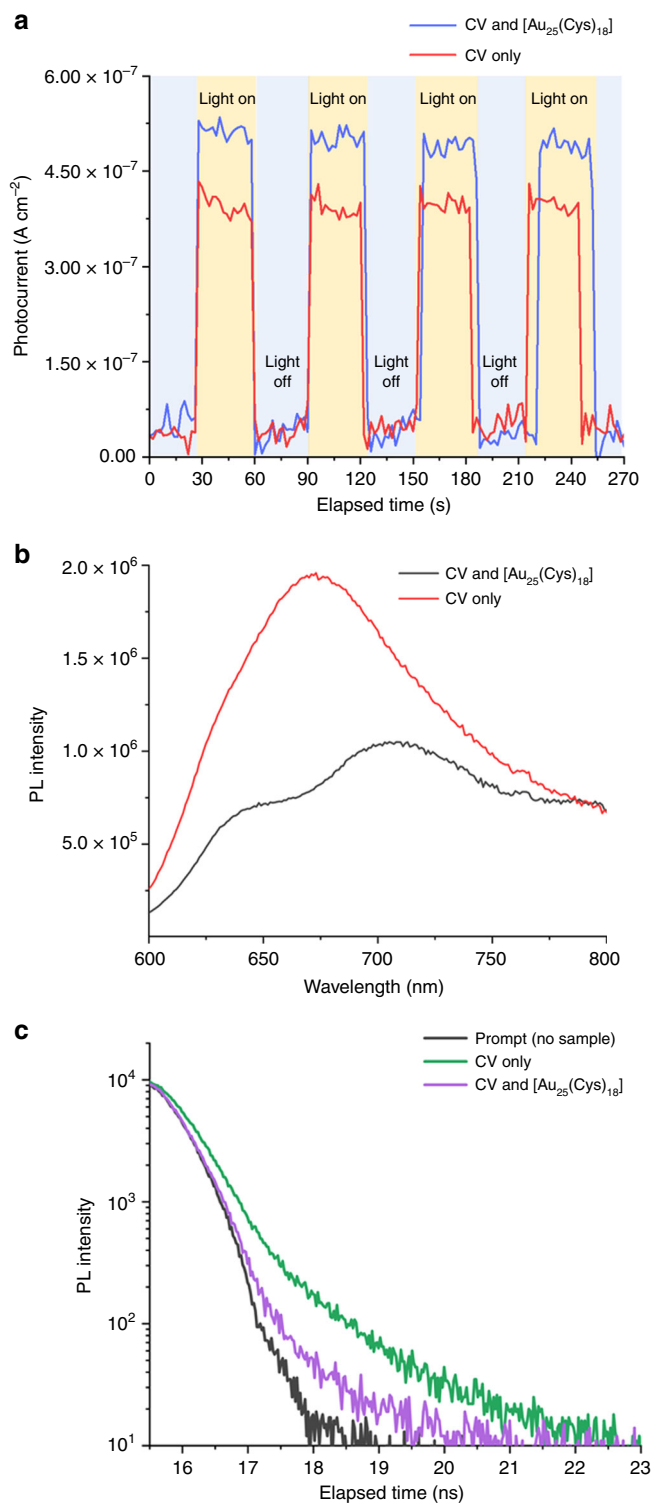 a
CV and [Au₂₅(Cys)₁₈]
CV only
6.00 × 10⁻⁷
4.50 × 10⁻⁷
3.00 × 10⁻⁷
1.50 × 10⁻⁷
0.00
Photocurrent (A cm⁻²)
Light on
Light on
Light on
Light on
Light
off
Light
off
Light
off
0 30 60 90 120 150 180 210 240 270
Elapsed time (s)
b
CV and [Au₂₅(Cys)₁₈]
CV only
2.0 × 10⁶
1.5 × 10⁶
1.0 × 10⁶
5.0 × 10⁵
PL intensity
600 650 700 750 800
Wavelength (nm)
c
Prompt (no sample)
CV only
CV and [Au₂₅(Cys)₁₈]
10⁴
10³
10²
10¹
PL intensity
16 17 18 19 20 21 22 23
Elapsed time (ns)